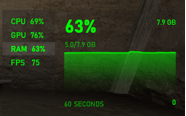 CPU 69%
GPU 76%
RAM 63%
FPS 75
63%
7.9 GB
5.0/7.9 GB
60 SECONDS
0